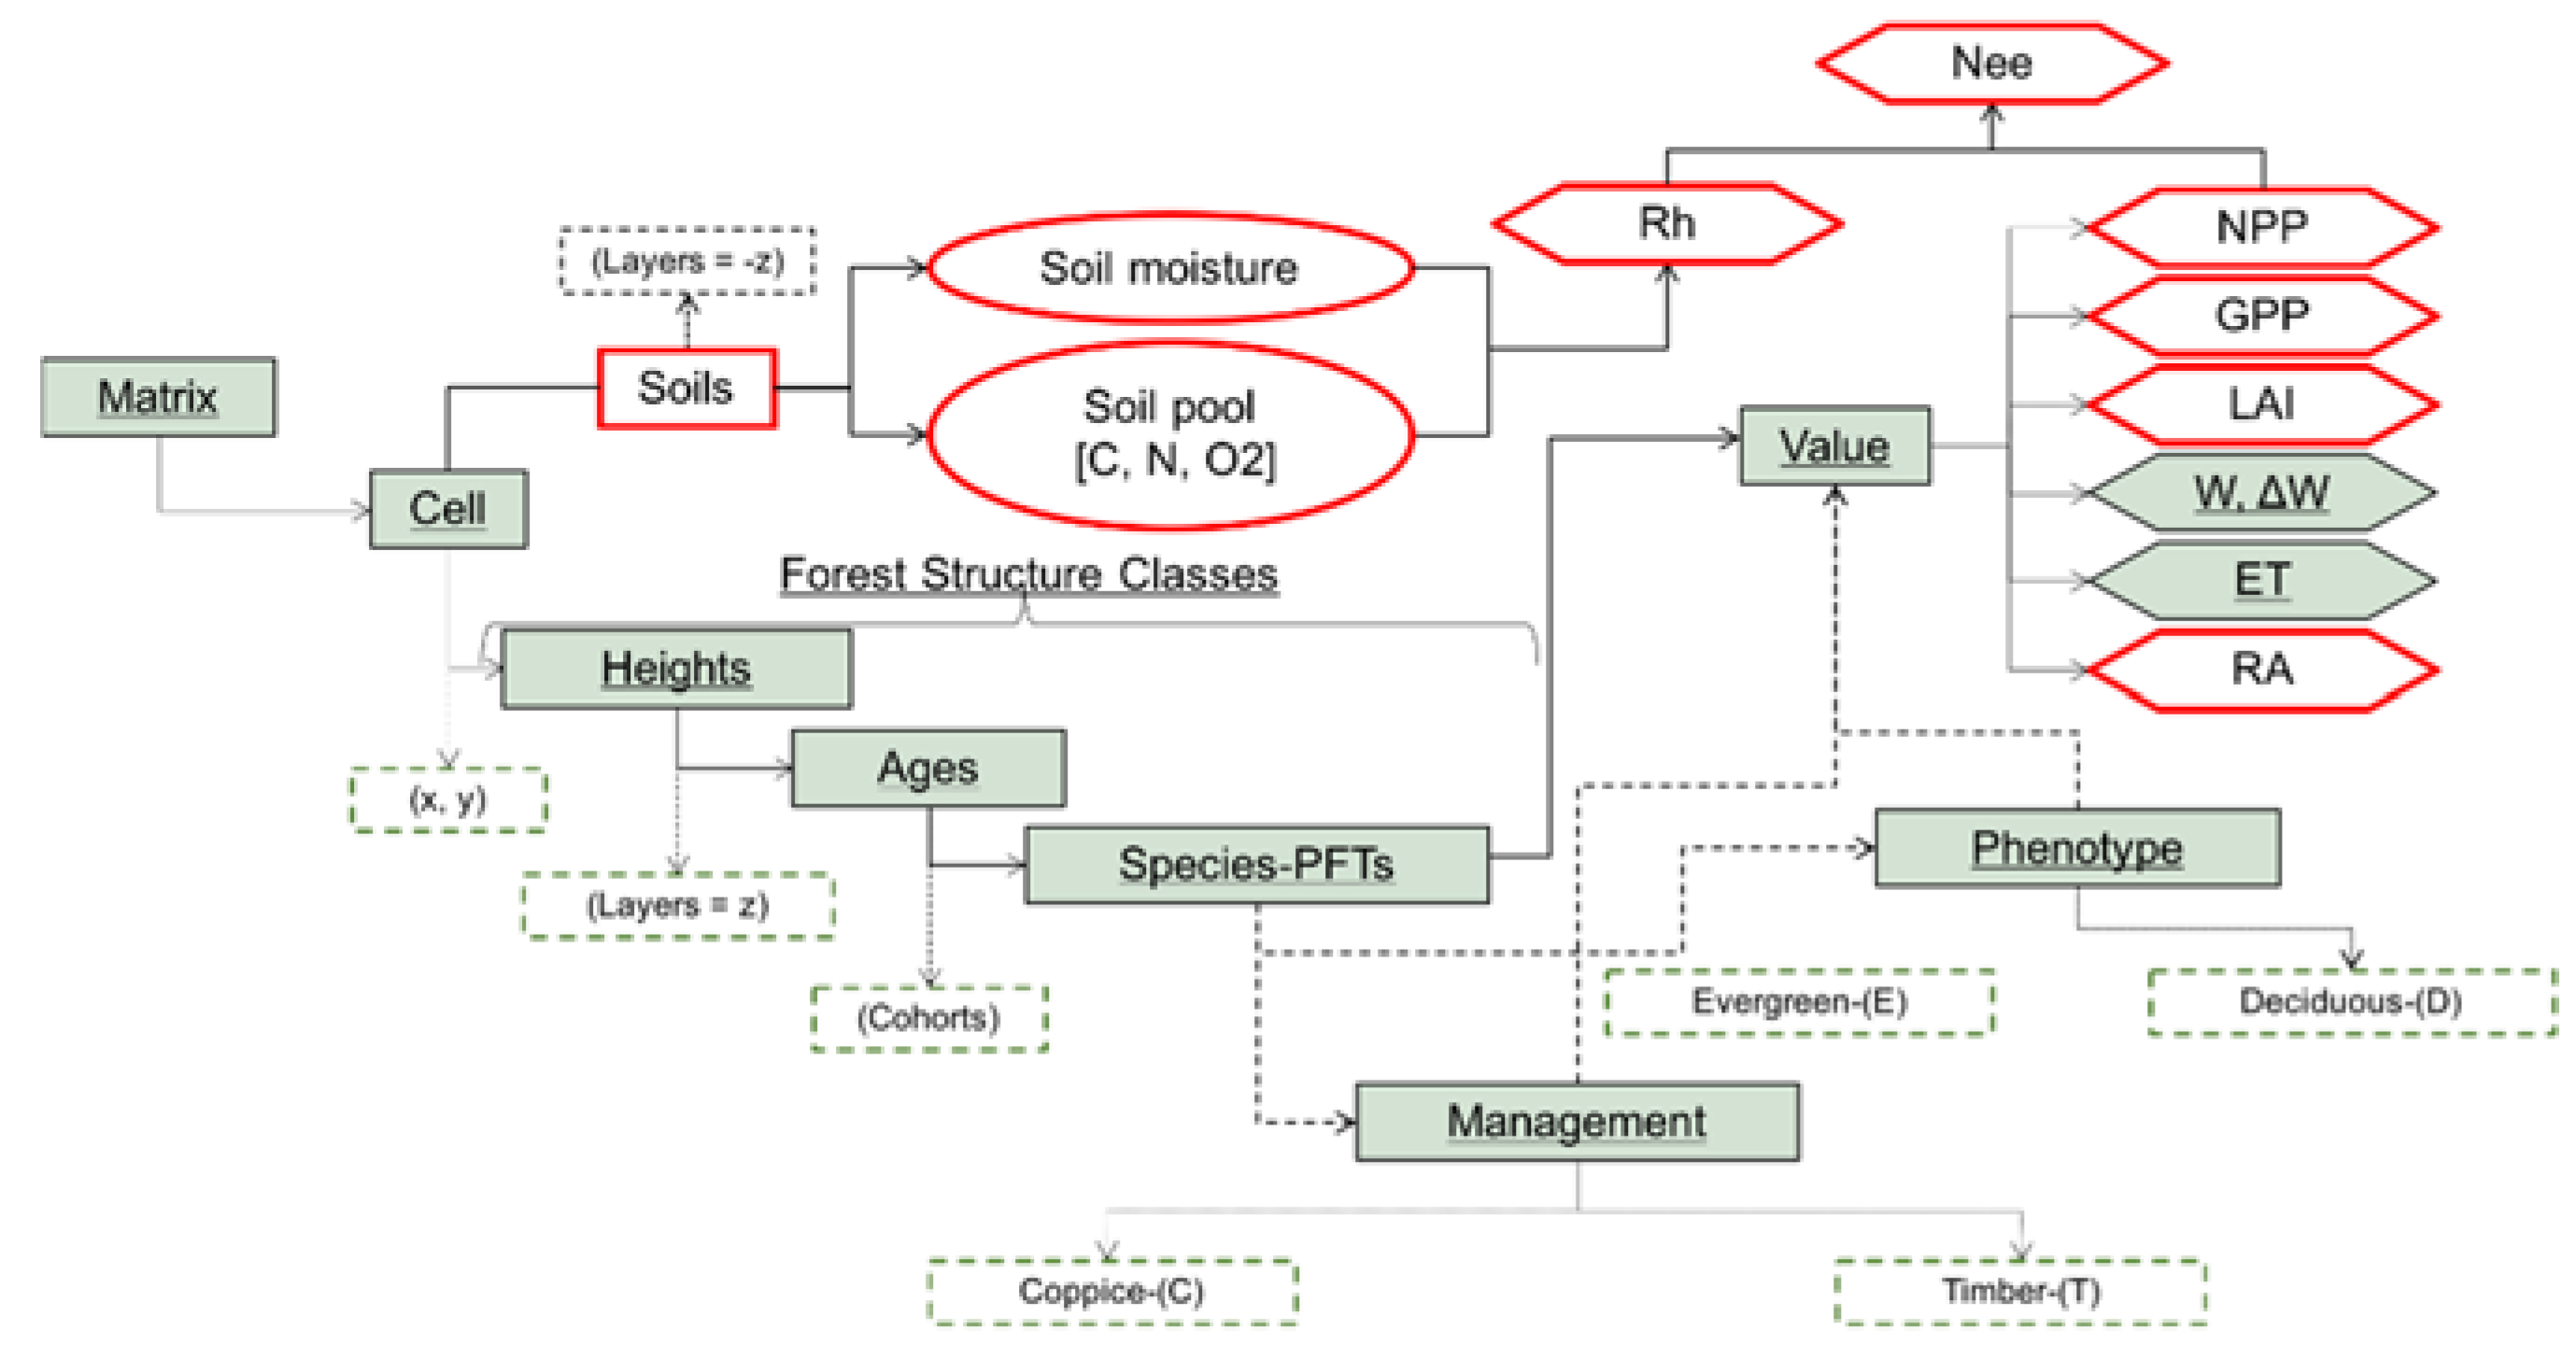 Nee
Rh
NPP
(Layers = -z)
Soil moisture
GPP
Matrix
Soils
Soil pool
[C, N, O2]
LAI
Value
Cell
W, ΔW
Forest Structure Classes
ET
Heights
RA
Ages
(x, y)
Species-PFTs
Phenotype
(Layers = z)
(Cohorts)
Evergreen-(E)
Deciduous-(D)
Management
Coppice-(C)
Timber-(T)